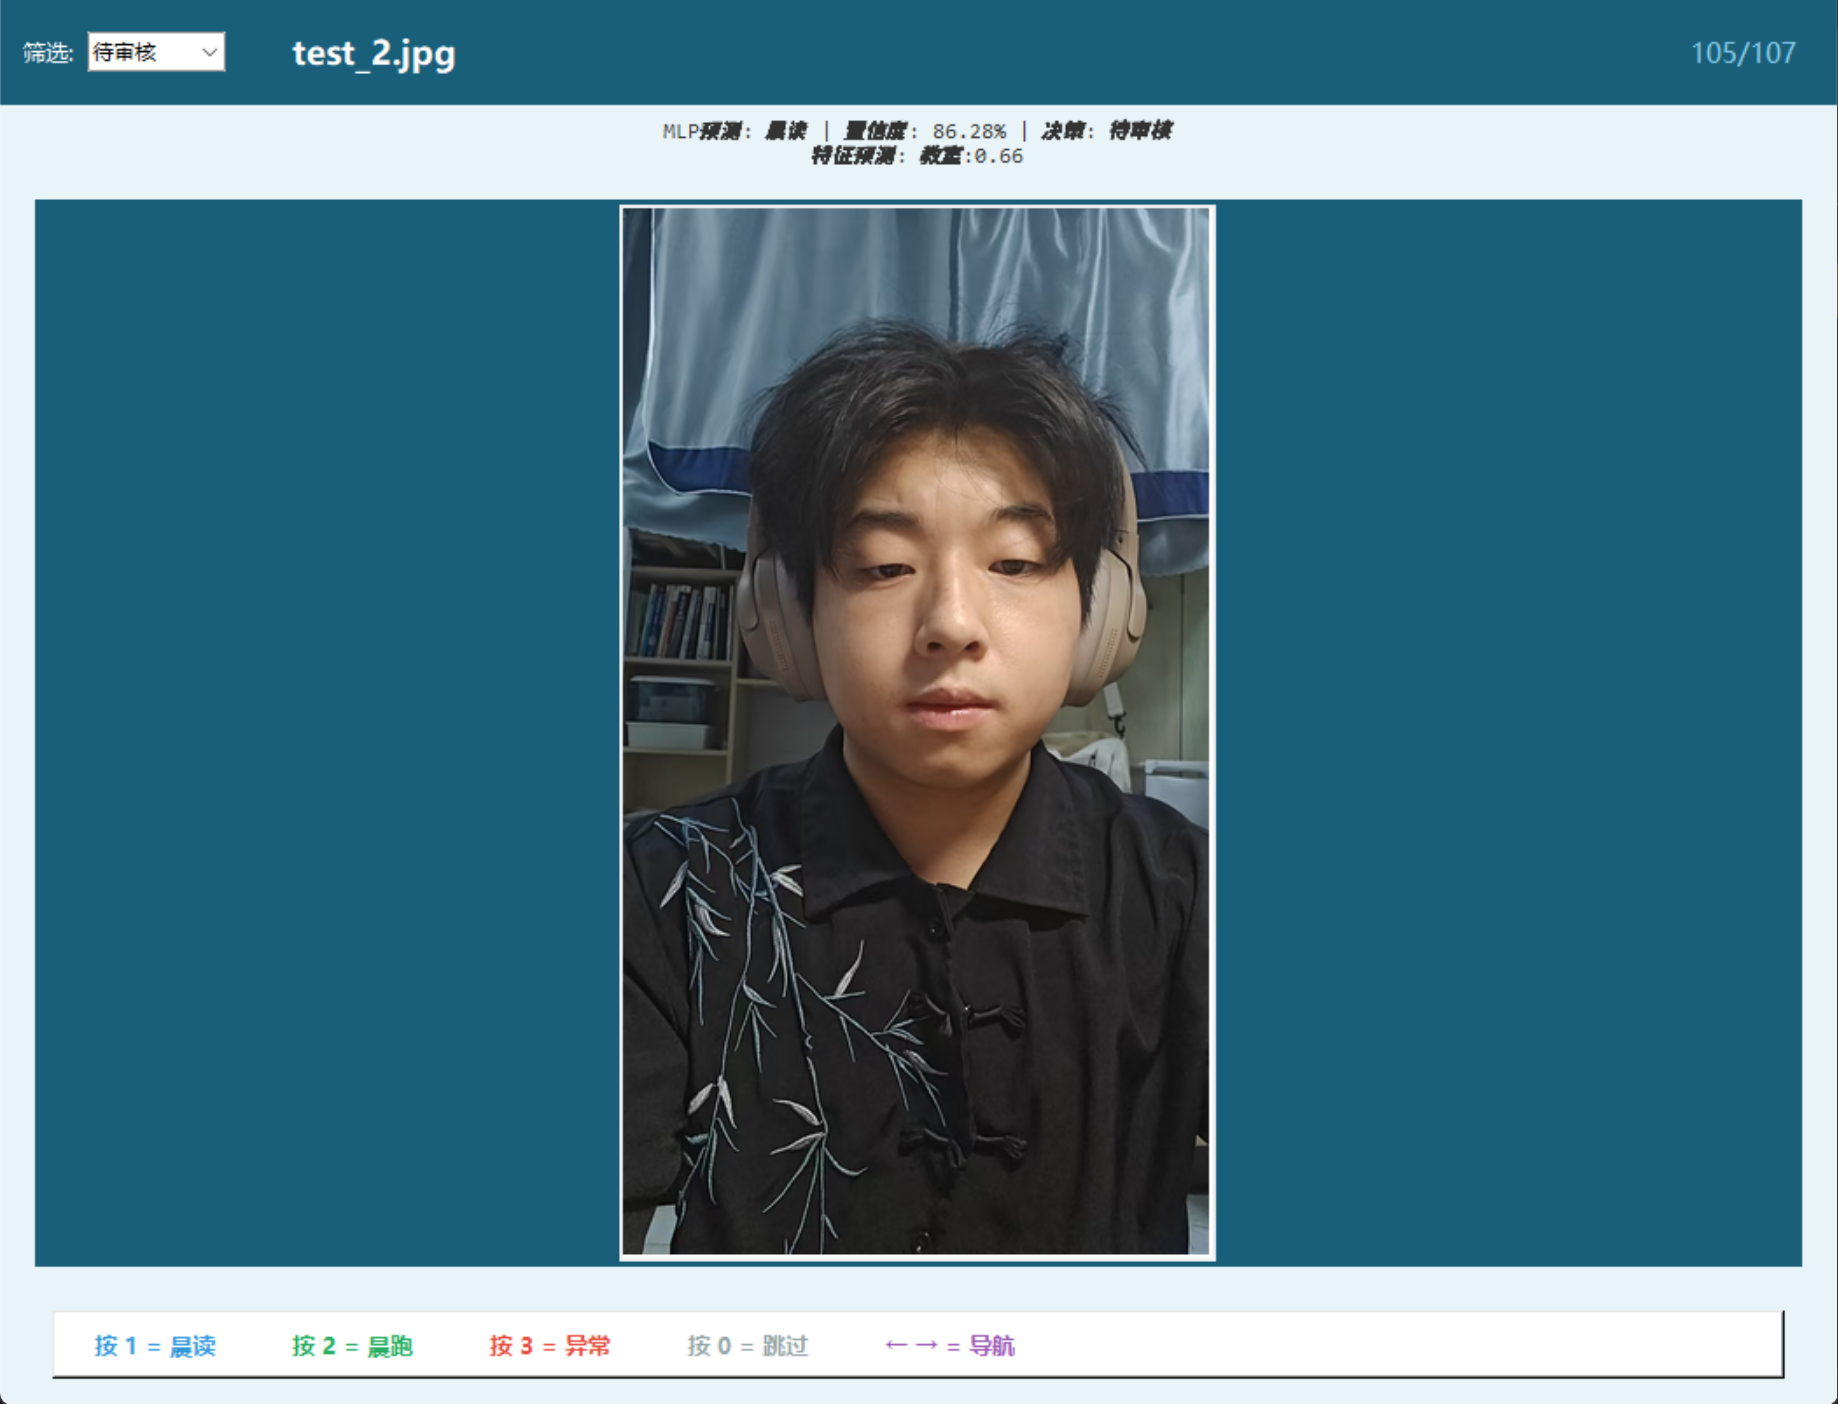 筛选: 待审核 test_2.jpg 105/107
MLP预测: 晨读 | 置信度: 86.28% | 决策: 待审核
特征预测: 教室:0.66
按 1 = 晨读 按 2 = 晨跑 按 3 = 异常 按 0 = 跳过 ←→ = 导航